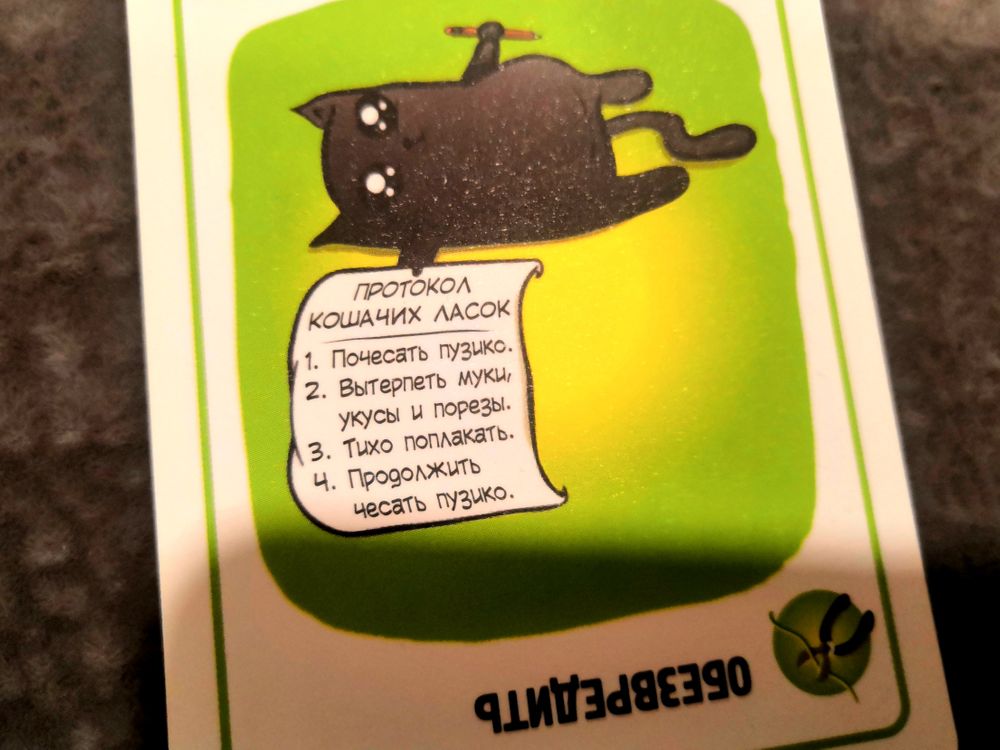 ПРОТОКОЛ
КОШАЧИХ ЛАСОК
1. Почесать пузико.
2. Вытерпеть муки,
укусы и порезы.
3. Тихо поплакать.
4. Продолжить
чесать пузико.
ОБЕЗВРЕДИТЬ